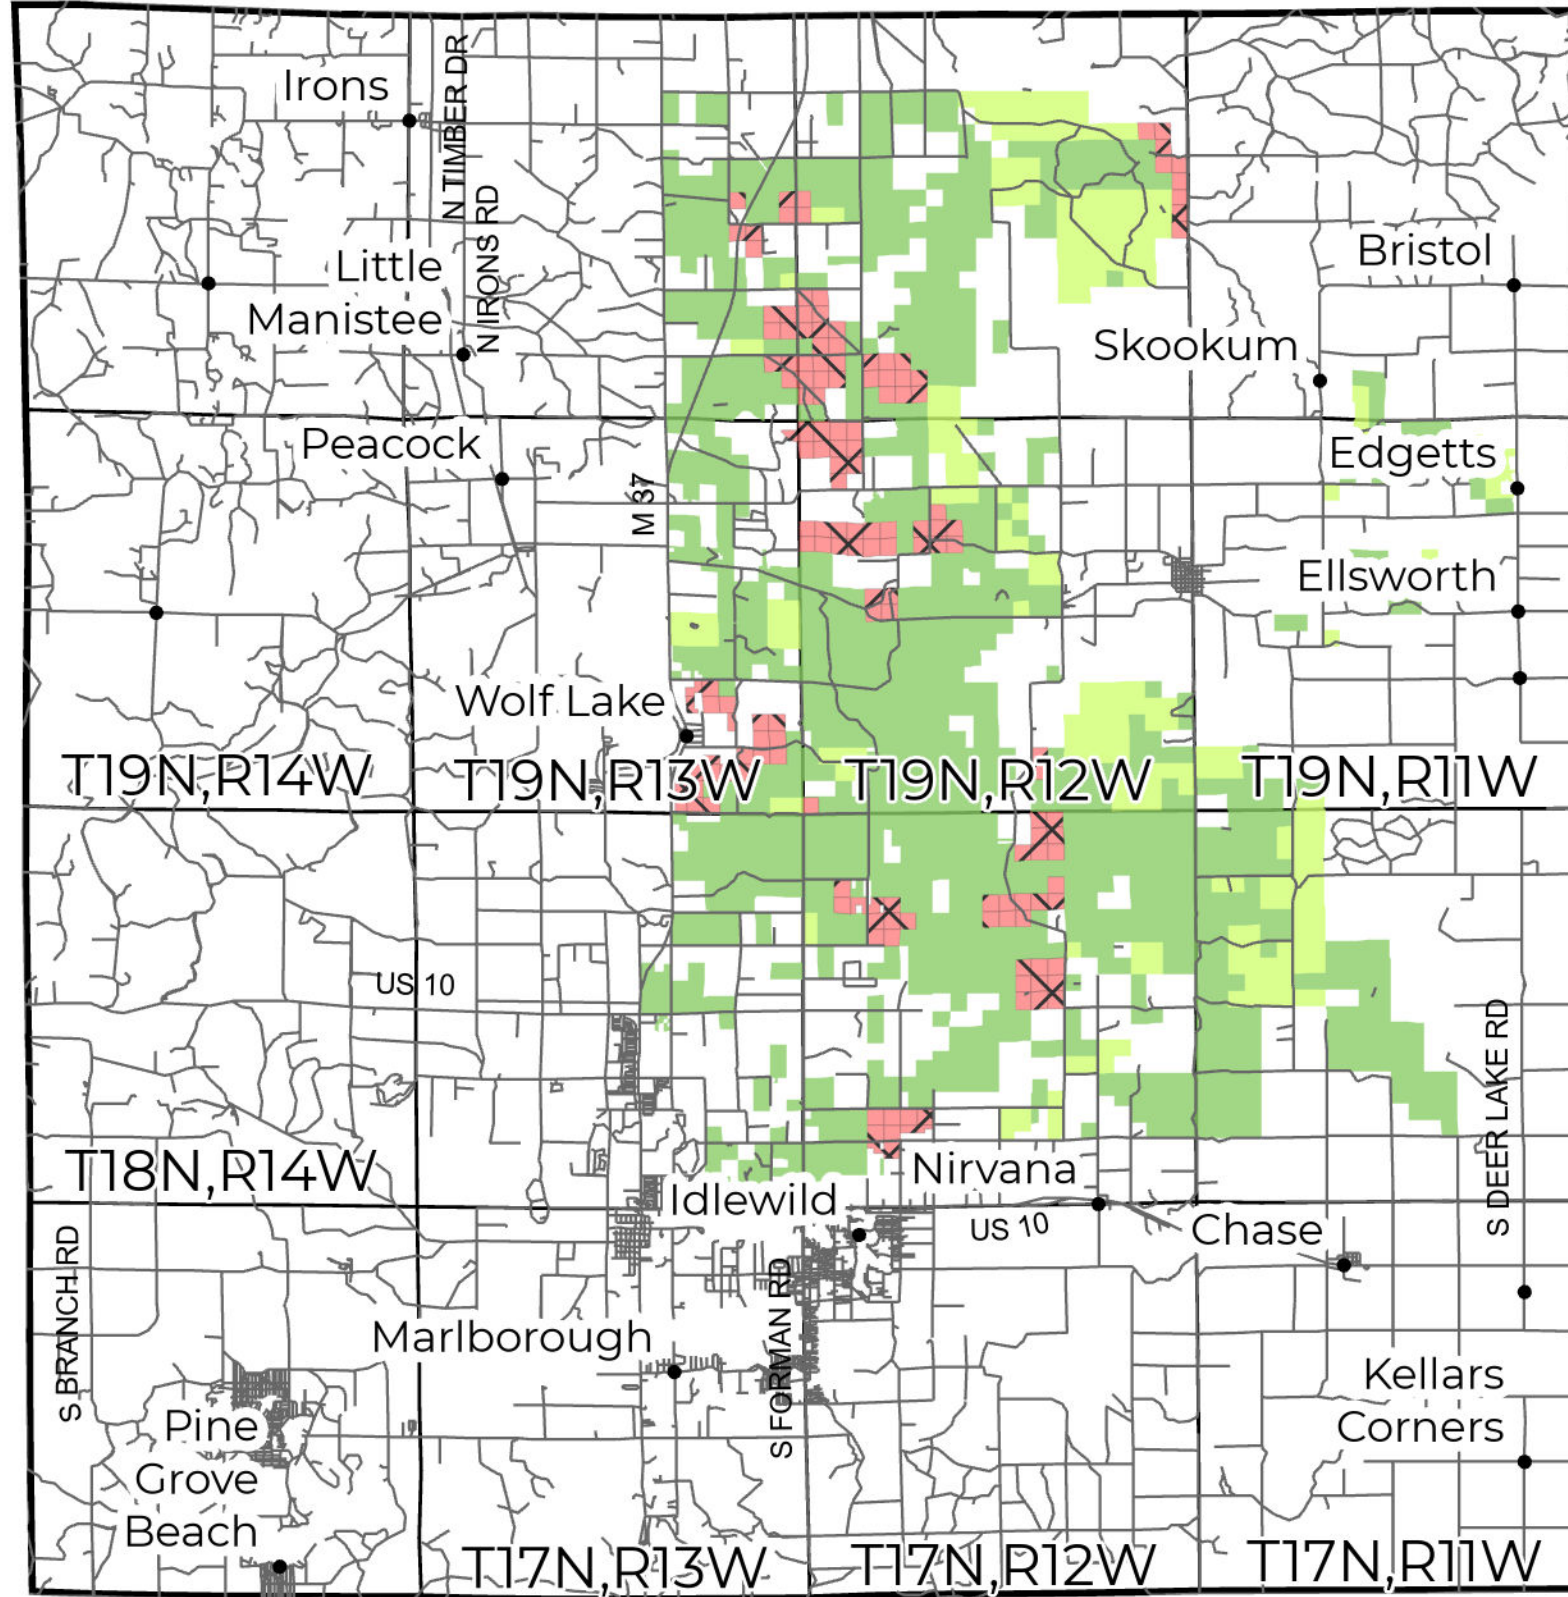 Irons
N TIMBER DR
N IRONS RD
Little
Manistee
Bristol
Skookum
Peacock
M 37
Edgetts
Ellsworth
Wolf Lake
T19N,R14W
T19N,R13W
T19N,R12W
T19N,R11W
US 10
S DEER LAKE RD
T18N,R14W
Nirvana
Idlewild
US 10
Chase
S BRANCH RD
S FORMAN RD
Marlborough
Kellars
Corners
Pine
Grove
Beach
T17N,R13W
T17N,R12W
T17N,R11W